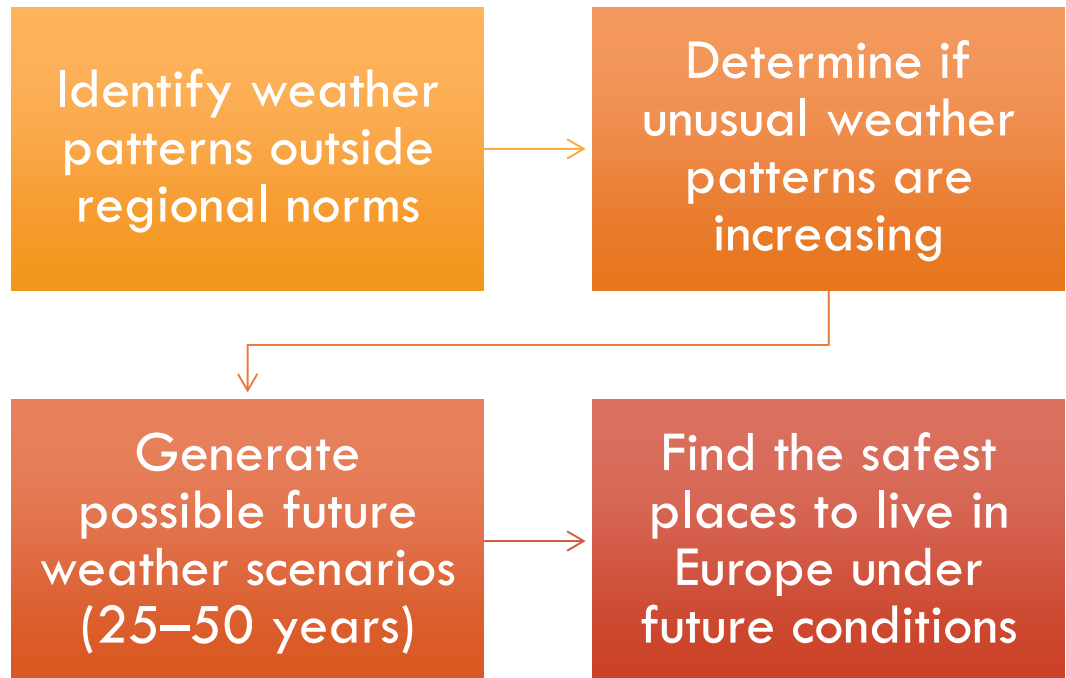 Identify weather
patterns outside
regional norms
Determine if
unusual weather
patterns are
increasing
Generate
possible future
weather scenarios
(25–50 years)
Find the safest
places to live in
Europe under
future conditions